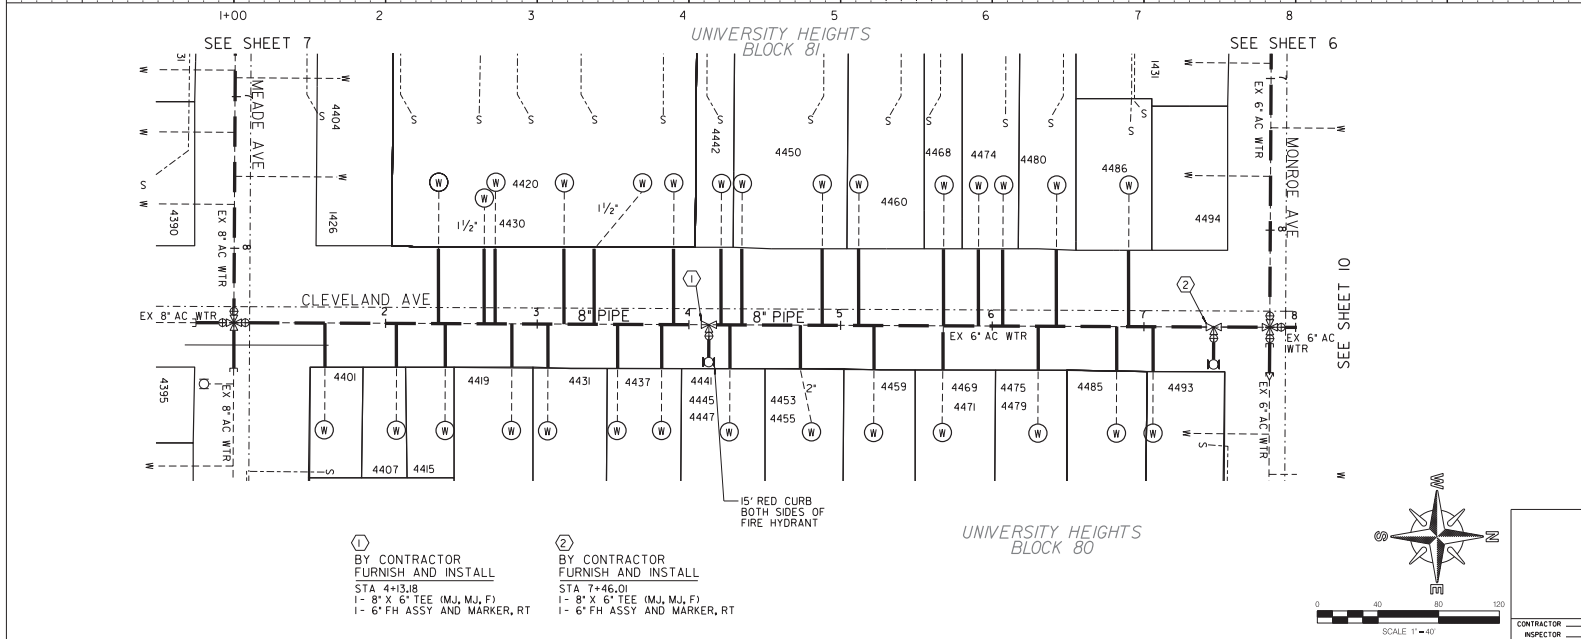 1+00 2 3 4 5 6 7 8
UNIVERSITY HEIGHTS
BLOCK 81
SEE SHEET 7
SEE SHEET 6
1431
MEADE AVE
7
4404
1426
4390
EX 8" AC WTR
8
S
W
4420
4430
1 1/2"
1 1/2"
4442
4450
4460
4468
4474
4480
4486
4494
1431
EX 6" AC WTR
MONROE AVE
7
8
CLEVELAND AVE
EX 8" AC WTR
2 3 4 5 6 7 8
8" PIPE
8" PIPE
EX 6" AC WTR
EX 6" AC
WTR
SEE SHEET 10
1
2
4395
EX 8" AC WTR
4401
4407
4415
4419
4431
4437
4441
4445
4447
4453
4455
2"
4459
4469
4471
4475
4479
4485
4493
EX 6" AC WTR
15' RED CURB
BOTH SIDES OF
FIRE HYDRANT
UNIVERSITY HEIGHTS
BLOCK 80
1
BY CONTRACTOR
FURNISH AND INSTALL
STA 4+13.18
1- 8" X 6" TEE (MJ, MJ, F)
1- 6" FH ASSY AND MARKER, RT
2
BY CONTRACTOR
FURNISH AND INSTALL
STA 7+46.01
1- 8" X 6" TEE (MJ, MJ, F)
1- 6" FH ASSY AND MARKER, RT
W
S
N
E
0 40 80 120
SCALE 1"=40'
CONTRACTOR
INSPECTOR